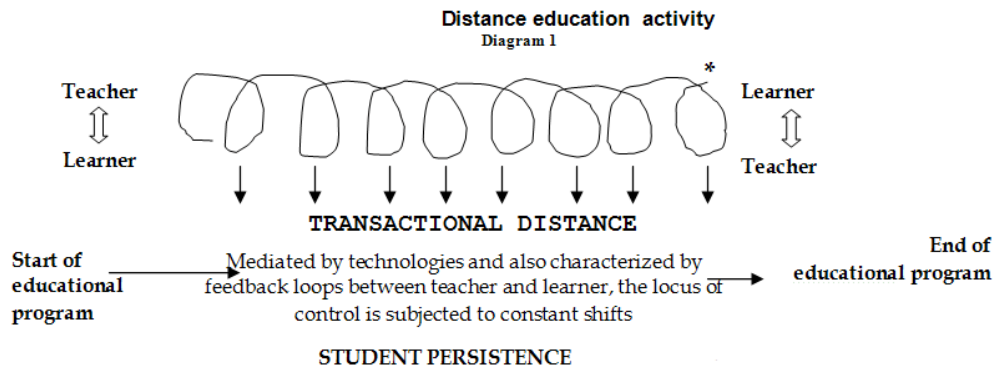 Distance education activity
Diagram 1
*
Teacher
Learner
Learner
Teacher
TRANSACTIONAL DISTANCE
Start of
educational
program
Mediated by technologies and also characterized by
feedback loops between teacher and learner, the locus of
control is subjected to constant shifts
End of
educational program
STUDENT PERSISTENCE